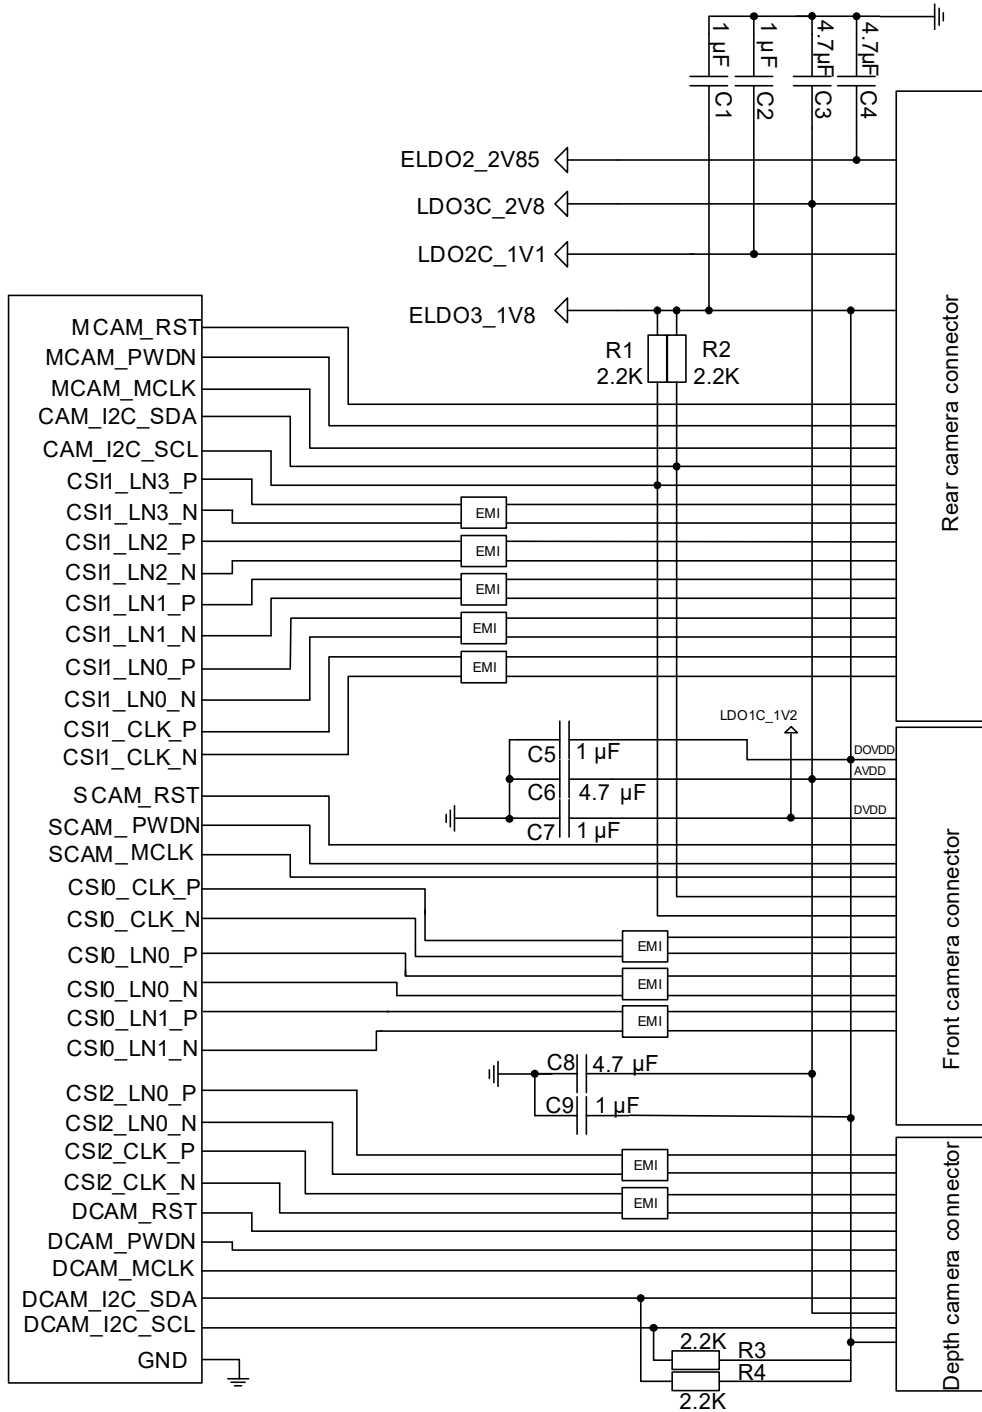 1 µF
1 µF
4.7µF
4.7µF
C1
C2
C3
C4
ELDO2_2V85
LDO3C_2V8
LDO2C_1V1
ELDO3_1V8
R1
2.2K
R2
2.2K
Rear camera connector
MCAM_RST
MCAM_PWDN
MCAM_MCLK
CAM_I2C_SDA
CAM_I2C_SCL
CSI1_LN3_P
CSI1_LN3_N
CSI1_LN2_P
CSI1_LN2_N
CSI1_LN1_P
CSI1_LN1_N
CSI1_LN0_P
CSI1_LN0_N
CSI1_CLK_P
CSI1_CLK_N
EMI
EMI
EMI
EMI
EMI
LDO1C_1V2
C5 1 µF
C6 4.7 µF
C7 1 µF
DOVDD
AVDD
DVDD
Front camera connector
SCAM_RST
SCAM_PWDN
SCAM_MCLK
CSI0_CLK_P
CSI0_CLK_N
CSI0_LN0_P
CSI0_LN0_N
CSI0_LN1_P
CSI0_LN1_N
EMI
EMI
EMI
C8 4.7 µF
C9 1 µF
CSI2_LN0_P
CSI2_LN0_N
CSI2_CLK_P
CSI2_CLK_N
DCAM_RST
DCAM_PWDN
DCAM_MCLK
DCAM_I2C_SDA
DCAM_I2C_SCL
GND
EMI
EMI
2.2K R3
R4
2.2K
Depth camera connector